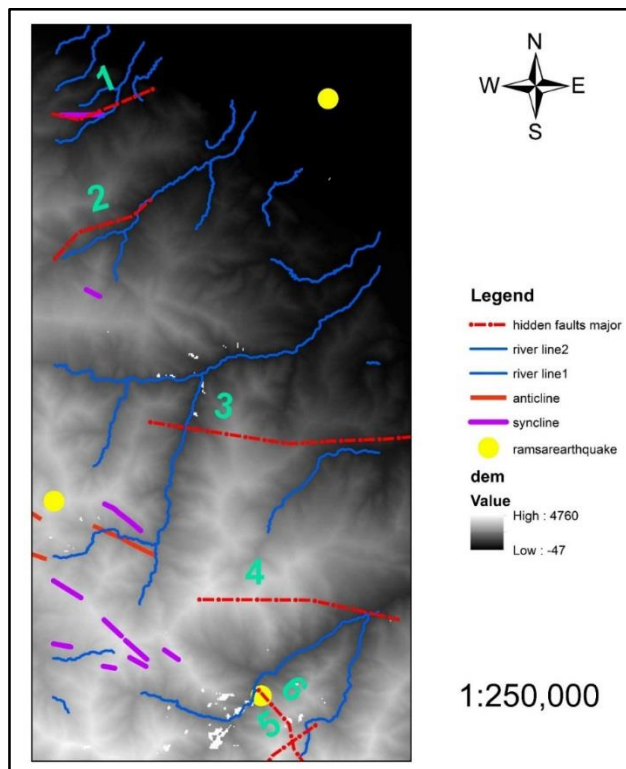 N
W E
S
1
2
3
4
6
5
Legend
hidden faults major
river line2
river line1
anticline
syncline
ramsarearthquake
dem
Value
High : 4760
Low : -47
1:250,000